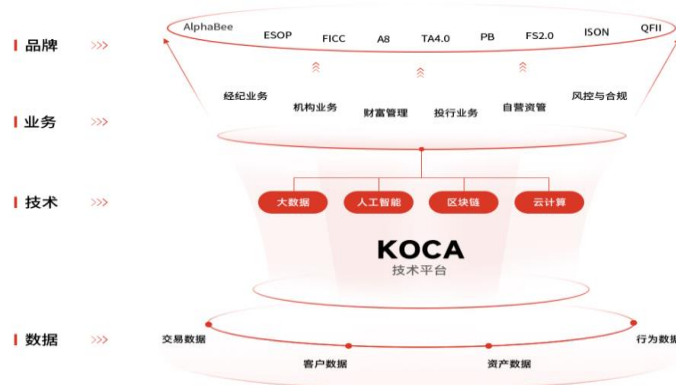 品牌 >>>
AlphaBee ESOP FICC A8 TA4.0 PB FS2.0 ISON QFII
业务 >>>
经纪业务 机构业务 财富管理 投行业务 自营资管 风控与合规
技术 >>>
大数据 人工智能 区块链 云计算
KOCA
技术平台
数据 >>>
交易数据 客户数据 资产数据 行为数据